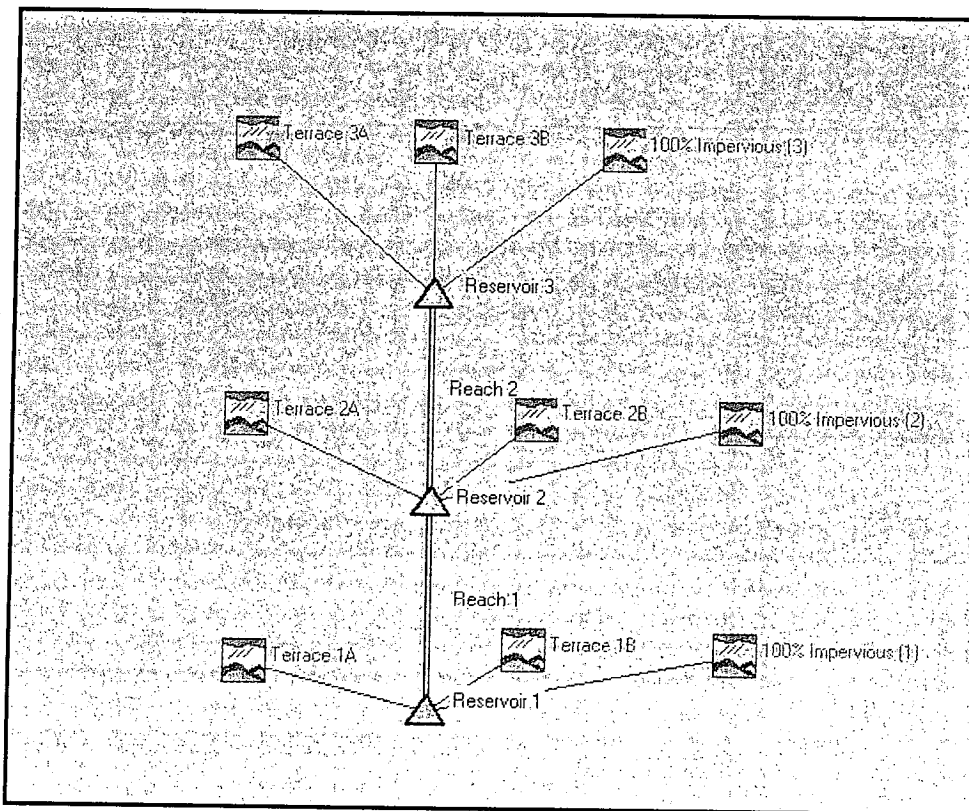 Terrace 3A
Terrace 3B
100% Impervious (3)
Reservoir 3
Reach 2
Terrace 2A
Terrace 2B
100% Impervious (2)
Reservoir 2
Reach 1
Terrace 1A
Terrace 1B
100% Impervious (1)
Reservoir 1